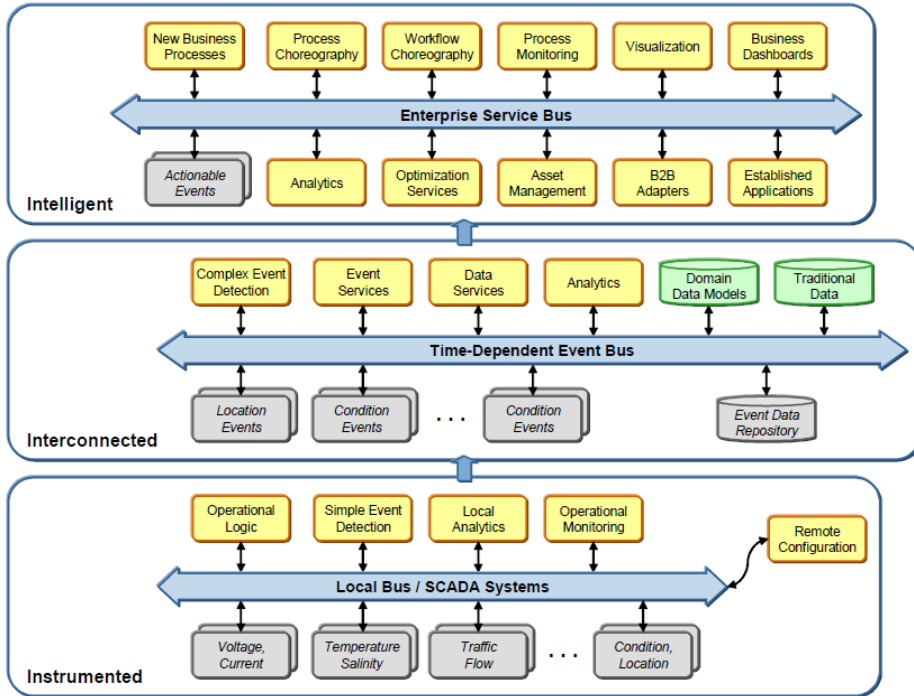 New Business
Processes
Process
Choreography
Workflow
Choreography
Process
Monitoring
Visualization
Business
Dashboards
Enterprise Service Bus
Actionable
Events
Analytics
Optimization
Services
Asset
Management
B2B
Adapters
Established
Applications
Intelligent
Complex Event
Detection
Event
Services
Data
Services
Analytics
Domain
Data Models
Traditional
Data
Time-Dependent Event Bus
Location
Events
Condition
Events
. . .
Condition
Events
Event Data
Repository
Interconnected
Operational
Logic
Simple Event
Detection
Local
Analytics
Operational
Monitoring
Remote
Configuration
Local Bus / SCADA Systems
Voltage,
Current
Temperature
Salinity
Traffic
Flow
. . .
Condition,
Location
Instrumented